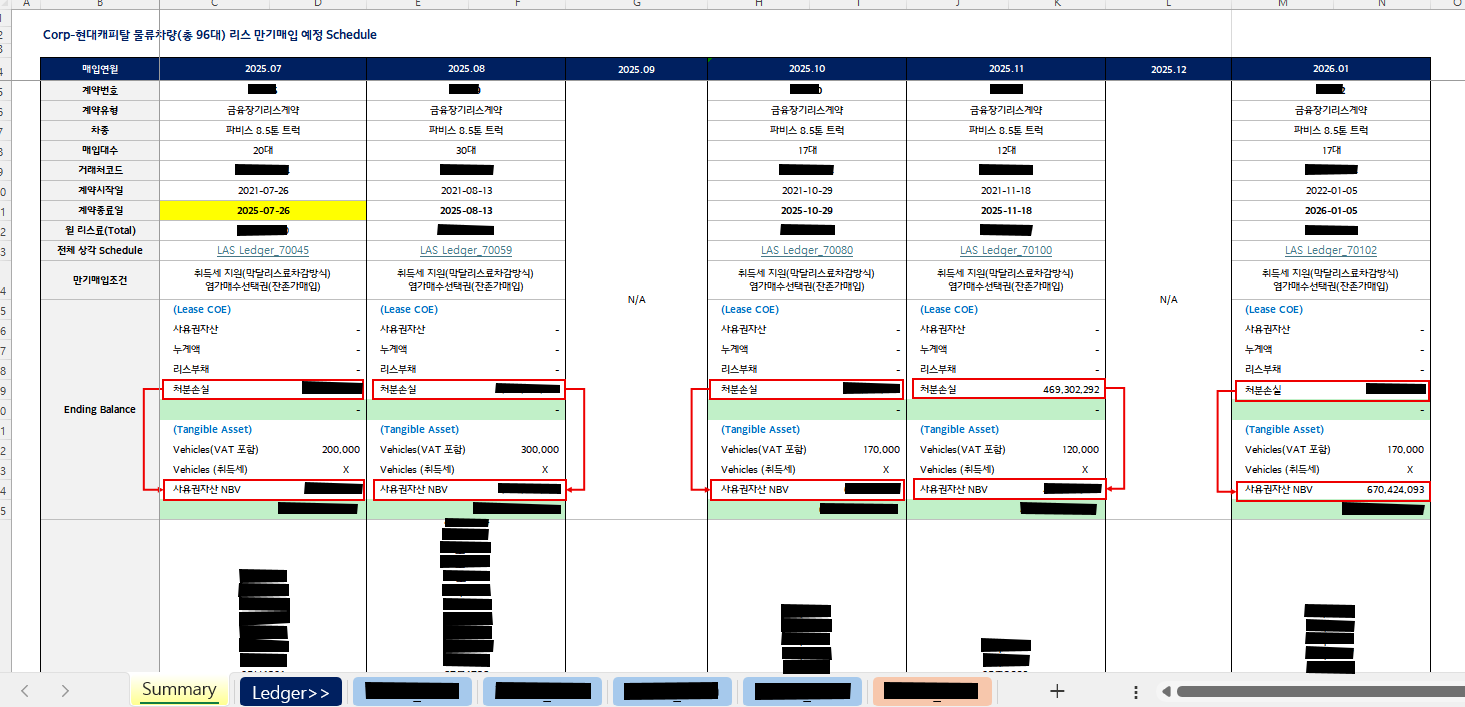 A B C D E F G H I J K L M N O
Corp-현대캐피탈 물류차량(총 96대) 리스 만기매입 예정 Schedule
매입연월 2025.07 2025.08 2025.09 2025.10 2025.11 2025.12 2026.01
계약번호
계약유형 금융장기리스계약 금융장기리스계약 금융장기리스계약 금융장기리스계약 금융장기리스계약
차종 파비스 8.5톤 트럭 파비스 8.5톤 트럭 파비스 8.5톤 트럭 파비스 8.5톤 트럭 파비스 8.5톤 트럭
매입대수 20대 30대 17대 12대 17대
거래처코드
계약시작일 2021-07-26 2021-08-13 2021-10-29 2021-11-18 2022-01-05
계약종료일 2025-07-26 2025-08-13 2025-10-29 2025-11-18 2026-01-05
월 리스료(Total)
전체 상각 Schedule LAS Ledger_70045 LAS Ledger_70059 LAS Ledger_70080 LAS Ledger_70100 LAS Ledger_70102
만기매입조건 취득세 지원(막달리스료차감방식) 취득세 지원(막달리스료차감방식) 취득세 지원(막달리스료차감방식) 취득세 지원(막달리스료차감방식) 취득세 지원(막달리스료차감방식)
염가매수선택권(잔존가매입) 염가매수선택권(잔존가매입) 염가매수선택권(잔존가매입) 염가매수선택권(잔존가매입) 염가매수선택권(잔존가매입)
N/A N/A
(Lease COE) (Lease COE) (Lease COE) (Lease COE) (Lease COE)
사용권자산 - 사용권자산 - 사용권자산 - 사용권자산 - 사용권자산 -
누계액 - 누계액 - 누계액 - 누계액 - 누계액 -
리스부채 - 리스부채 - 리스부채 - 리스부채 - 리스부채 -
처분손실 처분손실 처분손실 처분손실 469,302,292 처분손실
Ending Balance - - - - -
(Tangible Asset) (Tangible Asset) (Tangible Asset) (Tangible Asset) (Tangible Asset)
Vehicles(VAT 포함) 200,000 Vehicles(VAT 포함) 300,000 Vehicles(VAT 포함) 170,000 Vehicles(VAT 포함) 120,000 Vehicles(VAT 포함) 170,000
Vehicles (취득세) X Vehicles (취득세) X Vehicles (취득세) X Vehicles (취득세) X Vehicles (취득세) X
사용권자산 NBV 사용권자산 NBV 사용권자산 NBV 사용권자산 NBV 사용권자산 NBV 670,424,093
Summary Ledger>>